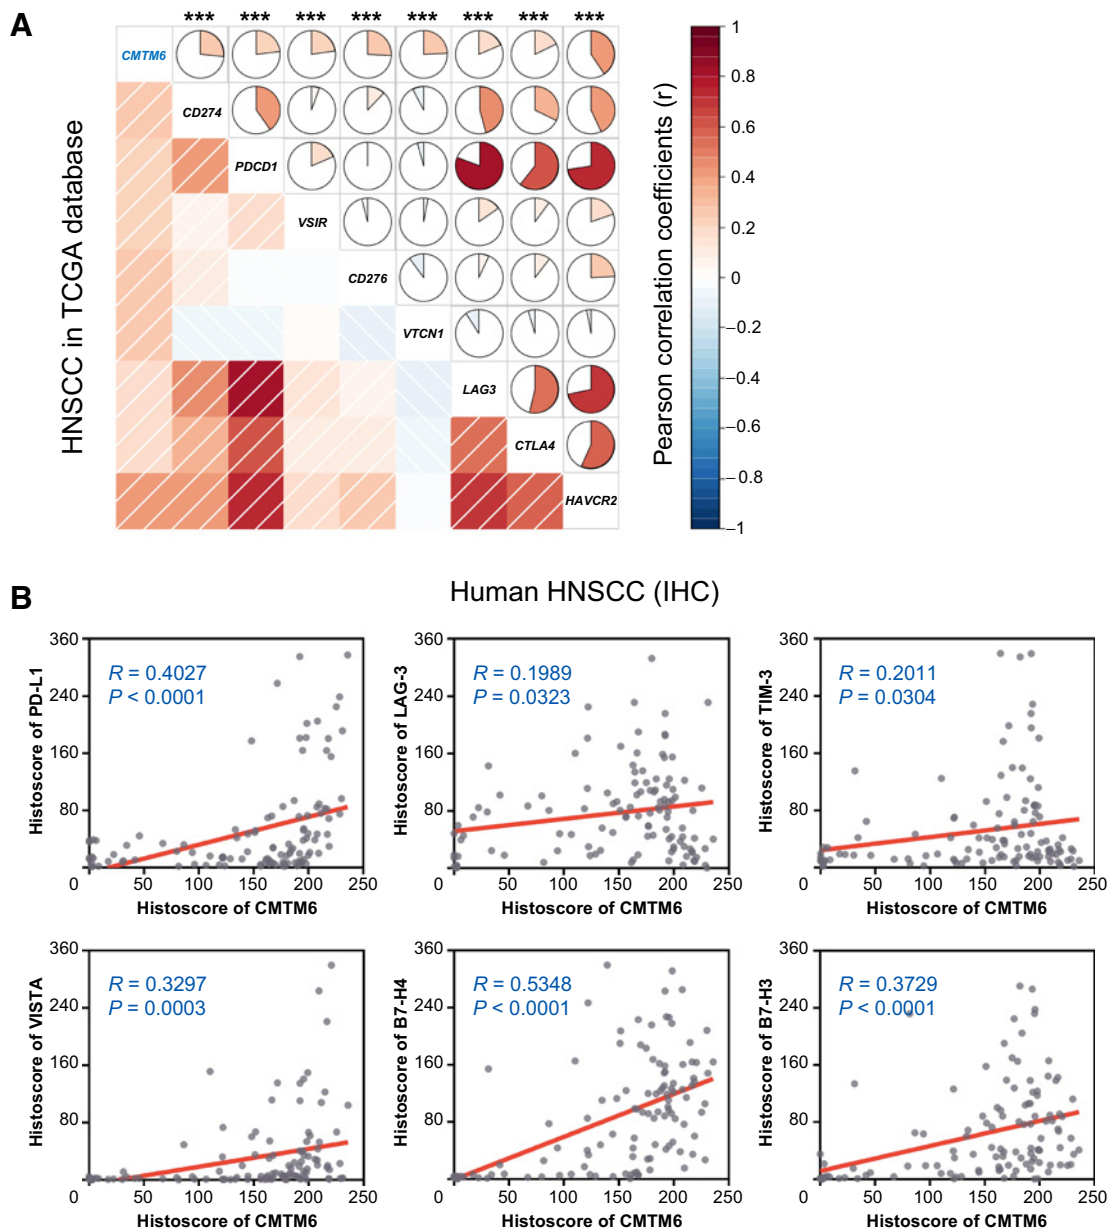 A
*** *** *** *** *** *** *** ***
HNSCC in TCGA database
CMTM6
CD274
PDCD1
VSIR
CD276
VTCN1
LAG3
CTLA4
HAVCR2
Pearson correlation coefficients (r)
1
0.8
0.6
0.4
0.2
0
−0.2
−0.4
−0.6
−0.8
−1
B
Human HNSCC (IHC)
Histoscore of PD-L1
360
240
160
80
R = 0.4027
P < 0.0001
0 50 100 150 200 250
Histoscore of CMTM6
Histoscore of LAG-3
360
240
160
80
R = 0.1989
P = 0.0323
0 50 100 150 200 250
Histoscore of CMTM6
Histoscore of TIM-3
360
240
160
80
R = 0.2011
P = 0.0304
0 50 100 150 200 250
Histoscore of CMTM6
Histoscore of VISTA
360
240
160
80
R = 0.3297
P = 0.0003
0 50 100 150 200 250
Histoscore of CMTM6
Histoscore of B7-H4
360
240
160
80
R = 0.5348
P < 0.0001
0 50 100 150 200 250
Histoscore of CMTM6
Histoscore of B7-H3
360
240
160
80
R = 0.3729
P < 0.0001
0 50 100 150 200 250
Histoscore of CMTM6